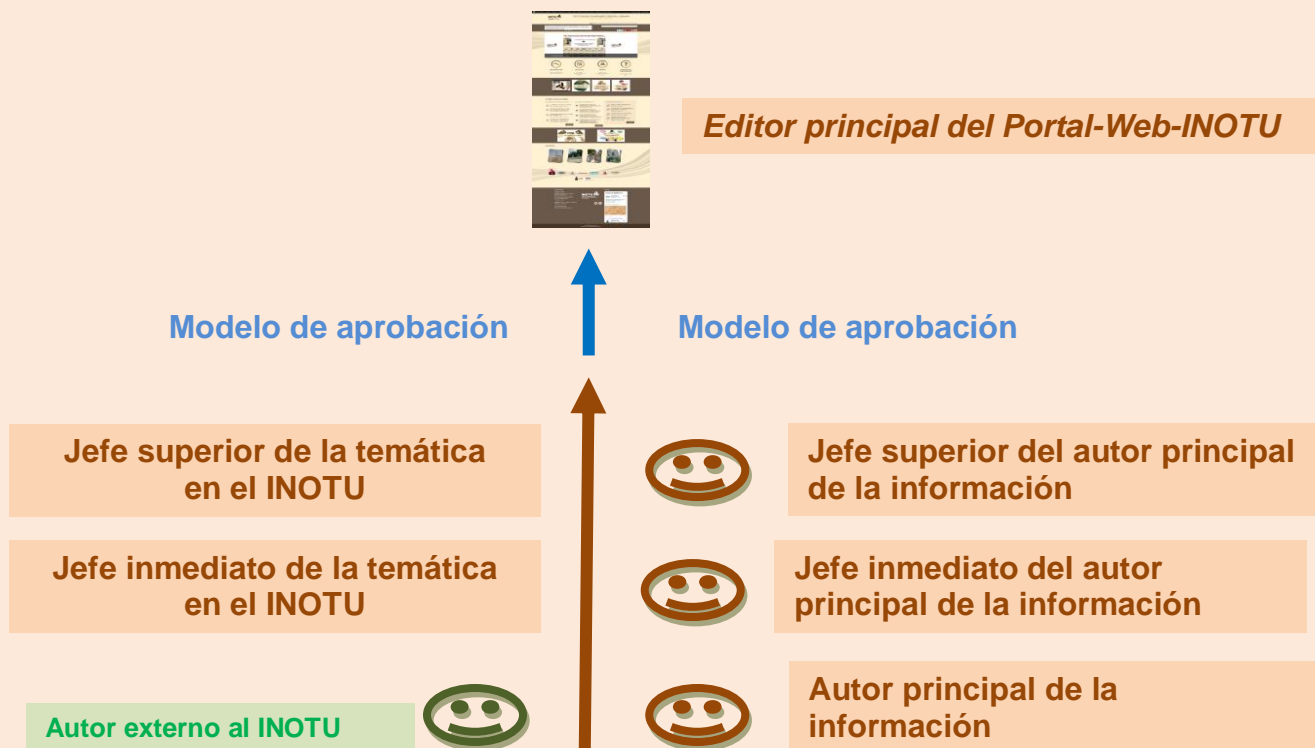 Editor principal del Portal-Web-INOTU
Modelo de aprobación
Modelo de aprobación
Jefe superior de la temática
en el INOTU
Jefe superior del autor principal
de la información
Jefe inmediato de la temática
en el INOTU
Jefe inmediato del autor
principal de la información
Autor externo al INOTU
Autor principal de la
información